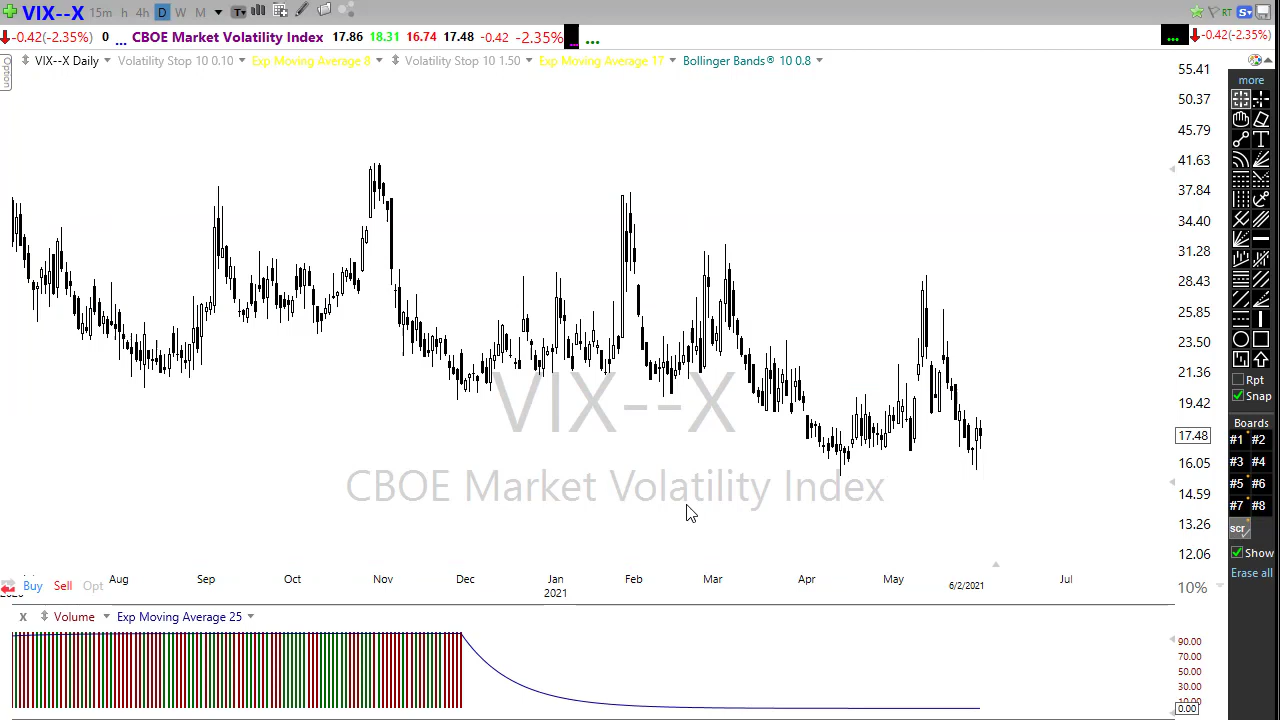 VIX--X 15m h 4h D W M T RT S
-0.42(-2.35%) 0 ... CBOE Market Volatility Index 17.86 18.31 16.74 17.48 -0.42 -2.35% ... ... ... -0.42(-2.35%)
Option
VIX--X Daily Volatility Stop 10 0.10 Exp Moving Average 8 Volatility Stop 10 1.50 Exp Moving Average 17 Bollinger Bands® 10 0.8
55.41
50.37
45.79
41.63
37.84
34.40
31.28
28.43
25.85
23.50
21.36
19.42
17.48
16.05
14.59
13.26
12.06
10%
more
Rpt
Snap
Boards
#1 #2
#3 #4
#5 #6
#7 #8
scr
Show
Erase all
VIX--X
CBOE Market Volatility Index
Buy Sell Opt
Aug Sep Oct Nov Dec Jan Feb Mar Apr May 6/2/2021 Jul
2021
X Volume Exp Moving Average 25
90.00
70.00
50.00
30.00
10.00
0.00